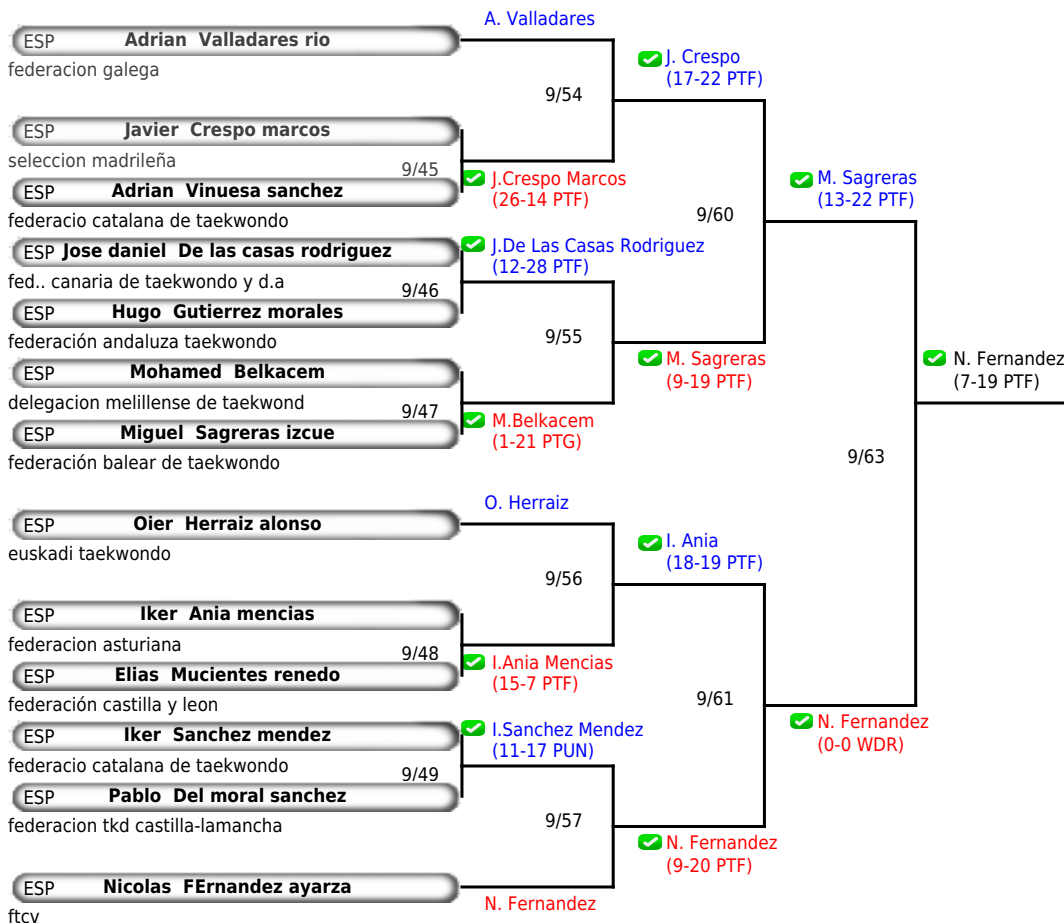 A. Valladares
ESP Adrian Valladares rio
federacion galega
J. Crespo
(17-22 PTF)
9/54
ESP Javier Crespo marcos
seleccion madrileña
9/45
J.Crespo Marcos
(26-14 PTF)
ESP Adrian Vinuesa sanchez
federacio catalana de taekwondo
M. Sagreras
(13-22 PTF)
9/60
ESP Jose daniel De las casas rodriguez
fed.. canaria de taekwondo y d.a
J.De Las Casas Rodriguez
(12-28 PTF)
9/46
ESP Hugo Gutierrez morales
federación andaluza taekwondo
9/55
M. Sagreras
(9-19 PTF)
N. Fernandez
(7-19 PTF)
ESP Mohamed Belkacem
delegacion melillense de taekwond
9/47
M.Belkacem
(1-21 PTG)
ESP Miguel Sagreras izcue
federación balear de taekwondo
9/63
O. Herraiz
ESP Oier Herraiz alonso
euskadi taekwondo
I. Ania
(18-19 PTF)
9/56
ESP Iker Ania mencias
federacion asturiana
9/48
I.Ania Mencias
(15-7 PTF)
ESP Elias Mucientes renedo
federación castilla y leon
9/61
N. Fernandez
(0-0 WDR)
ESP Iker Sanchez mendez
federacio catalana de taekwondo
I.Sanchez Mendez
(11-17 PUN)
9/49
ESP Pablo Del moral sanchez
federacion tkd castilla-lamancha
9/57
N. Fernandez
(9-20 PTF)
ESP Nicolas FErnandez ayarza
ftcv
N. Fernandez